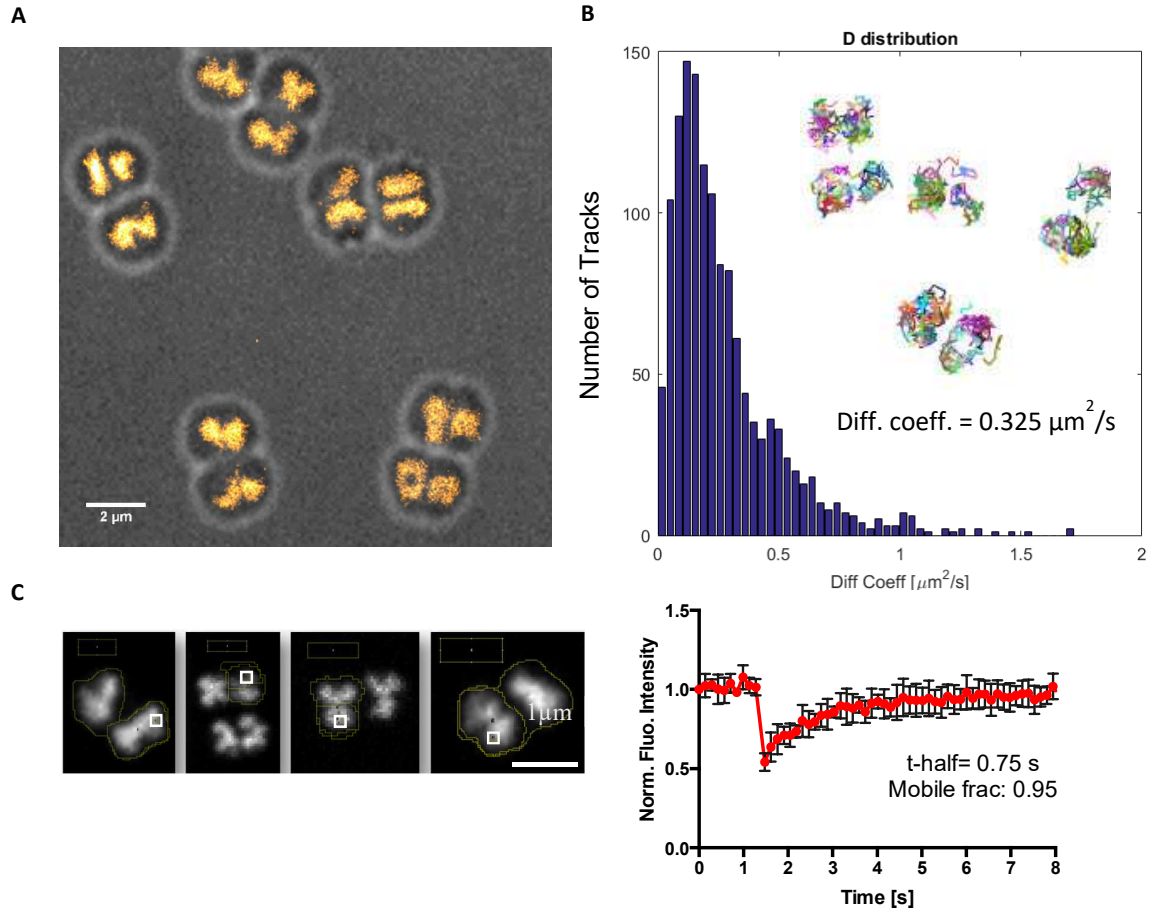 A
2 µm
B
D distribution
150
100
50
0
Number of Tracks
Diff. coeff. = 0.325 µm²/s
0 0.5 1 1.5 2
Diff Coeff [µm²/s]
C
1µm
1.5
1.0
0.5
0.0
Norm. Fluo. Intensity
t-half= 0.75 s
Mobile frac: 0.95
0 1 2 3 4 5 6 7 8
Time [s]